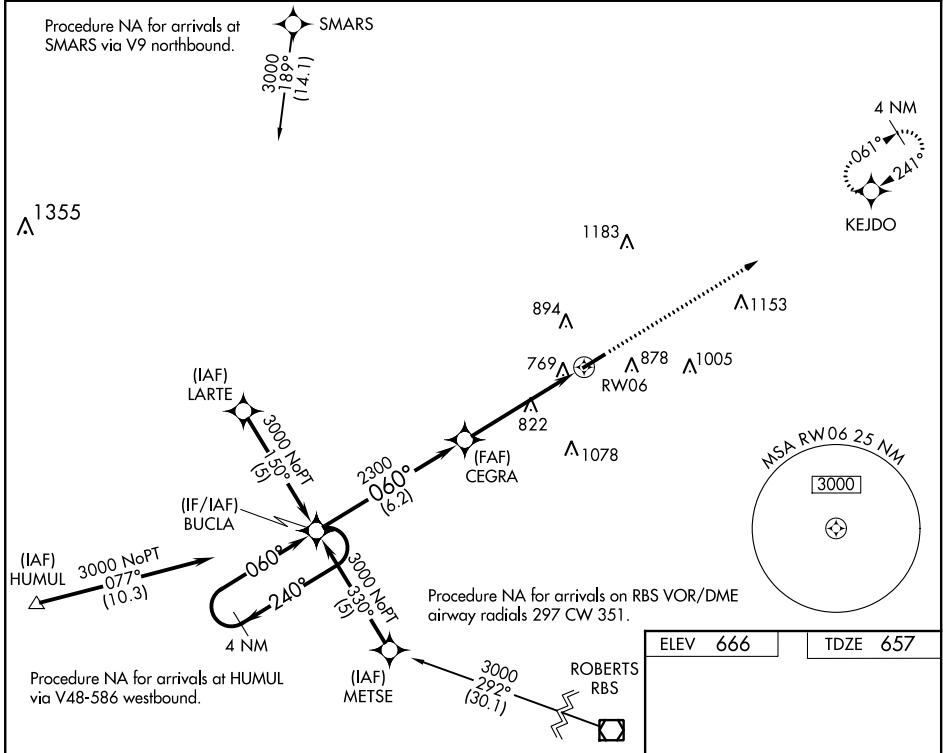 Procedure NA for arrivals at
SMARS via V9 northbound.
SMARS
3000
189°
(14.1)
4 NM
061°
241°
KEJDO
1355
1183
1153
894
769
878
1005
RW06
822
(IAF)
LARTE
3000 NoPT
150°
(5)
(FAF)
CEGRA
1078
2300
060°
(6.2)
MSA RW06 25 NM
3000
(IF/IAF)
BUCLA
(IAF)
HUMUL
3000 NoPT
077°
(10.3)
060°
240°
4 NM
3000 NoPT
330°
(5)
Procedure NA for arrivals on RBS VOR/DME
airway radials 297 CW 351.
(IAF)
METSE
3000
292°
(30.1)
ROBERTS
RBS
Procedure NA for arrivals at HUMUL
via V48-586 westbound.
ELEV 666
TDZE 657